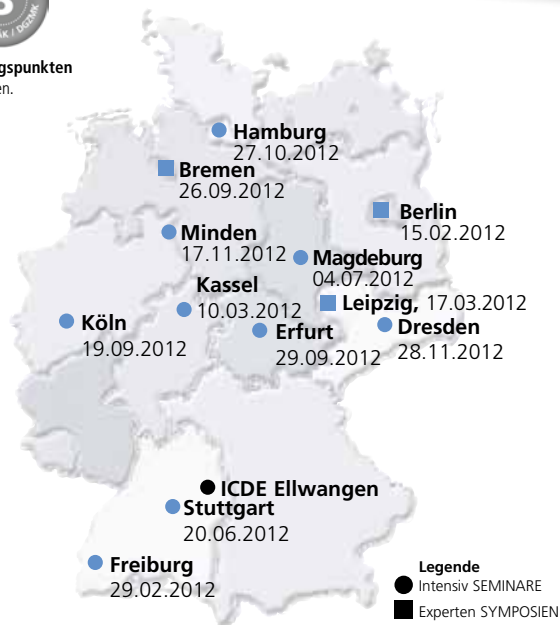 ÄK / DGZMK
gspunkten
en.
Hamburg
27.10.2012
Bremen
26.09.2012
Berlin
15.02.2012
Minden
17.11.2012
Magdeburg
04.07.2012
Kassel
10.03.2012
Leipzig, 17.03.2012
Köln
19.09.2012
Erfurt
29.09.2012
Dresden
28.11.2012
ICDE Ellwangen
Stuttgart
20.06.2012
Freiburg
29.02.2012
Legende
Intensiv SEMINARE
Experten SYMPOSIEN